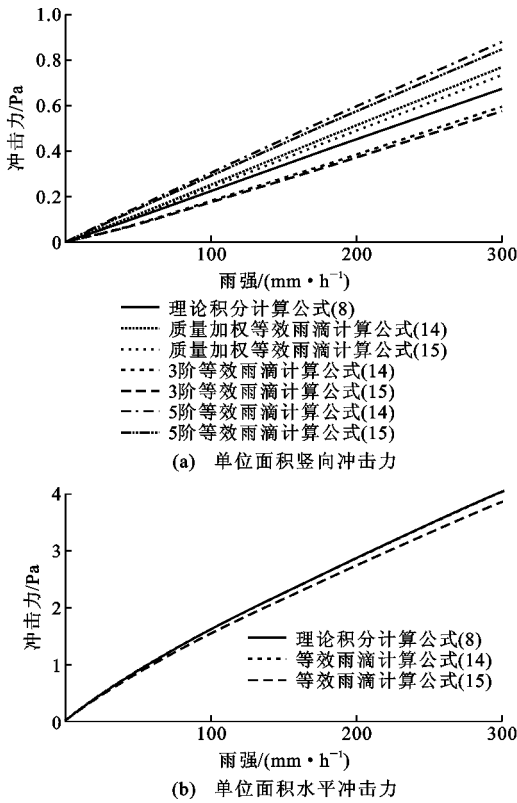 1.0
0.8
0.6
0.4
0.2
0
冲击力/Pa
100
200
300
雨强/(mm·h⁻¹)
理论积分计算公式(8)
质量加权等效雨滴计算公式(14)
质量加权等效雨滴计算公式(15)
3阶等效雨滴计算公式(14)
3阶等效雨滴计算公式(15)
5阶等效雨滴计算公式(14)
5阶等效雨滴计算公式(15)
(a) 单位面积竖向冲击力
4
3
2
1
0
冲击力/Pa
理论积分计算公式(8)
等效雨滴计算公式(14)
等效雨滴计算公式(15)
100
200
300
雨强/(mm·h⁻¹)
(b) 单位面积水平冲击力